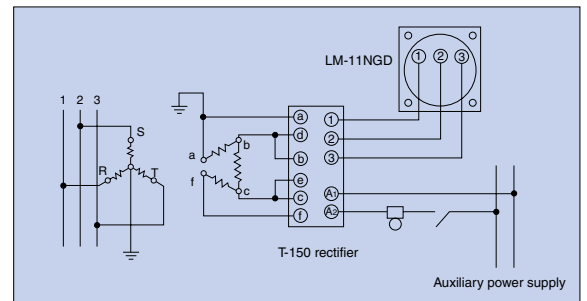 LM-11NGD
1 2 3
1 2 3
S
R
T
a
b
f
c
a
d
b
e
c
f
1
2
3
A1
A2
T-150 rectifier
Auxiliary power supply